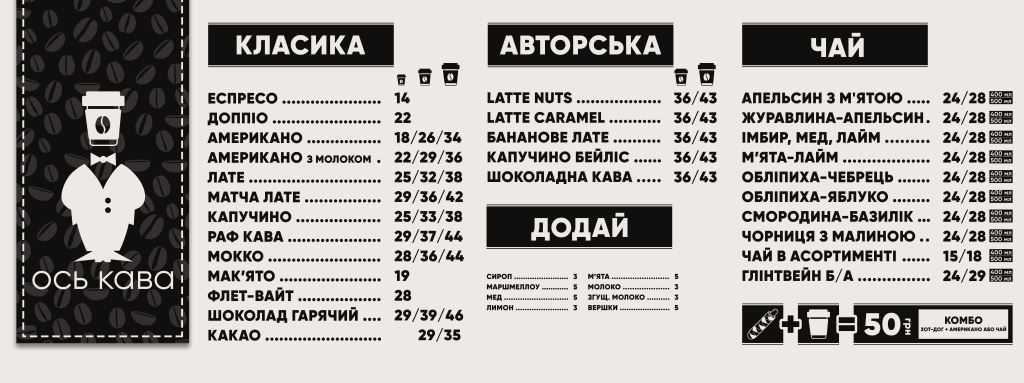 ось кава
КЛАСИКА
ЕСПРЕСО .................... 14
ДОППІО .................... 22
АМЕРИКАНО .................... 18/26/34
АМЕРИКАНО З МОЛОКОМ . 22/29/36
ЛАТЕ .................... 25/32/38
МАТЧА ЛАТЕ .................... 29/36/42
КАПУЧИНО .................... 25/33/38
РАФ КАВА .................... 29/37/44
МОККО .................... 28/36/44
МАК'ЯТО .................... 19
ФЛЕТ-ВАЙТ .................... 28
ШОКОЛАД ГАРЯЧИЙ .... 29/39/46
КАКАО .................... 29/35
АВТОРСЬКА
LATTE NUTS .................... 36/43
LATTE CARAMEL .................... 36/43
БАНАНОВЕ ЛАТЕ .................... 36/43
КАПУЧИНО БЕЙЛІС ...... 36/43
ШОКОЛАДНА КАВА ..... 36/43
ДОДАЙ
СИРОП .................... 3
МАРШМЕЛЛОУ .................... 5
МЕД .................... 5
ЛИМОН .................... 3
М'ЯТА .................... 5
МОЛОКО .................... 3
ЗГУЩ. МОЛОКО .......... 3
ВЕРШКИ .................... 5
ЧАЙ
АПЕЛЬСИН З М'ЯТОЮ ..... 24/28 400 мл 500 мл
ЖУРАВЛИНА-АПЕЛЬСИН. 24/28 400 мл 500 мл
ІМБИР, МЕД, ЛАЙМ .......... 24/28 400 мл 500 мл
М'ЯТА-ЛАЙМ .................... 24/28 400 мл 500 мл
ОБЛІПИХА-ЧЕБРЕЦЬ ....... 24/28 400 мл 500 мл
ОБЛІПИХА-ЯБЛУКО ......... 24/28 400 мл 500 мл
СМОРОДИНА-БАЗИЛІК ... 24/28 400 мл 500 мл
ЧОРНИЦЯ З МАЛИНОЮ .. 24/28 400 мл 500 мл
ЧАЙ В АСОРТИМЕНТІ ...... 15/18 400 мл 500 мл
ГЛІНТВЕЙН Б/А ................ 24/29 400 мл 500 мл
+ = 50 грн
КОМБО
ХОТ-ДОГ + АМЕРИКАНО АБО ЧАЙ